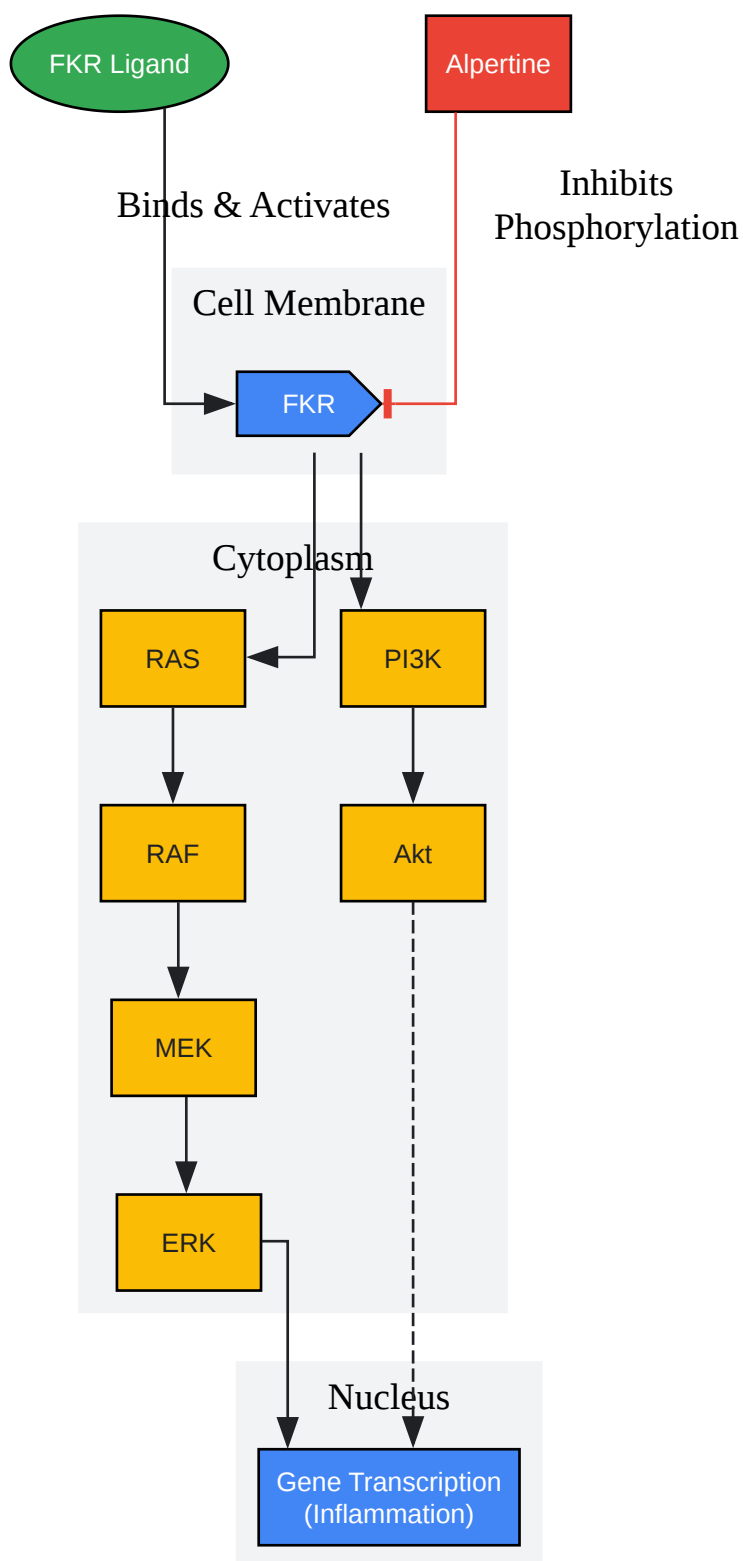 FKR Ligand
Alpertine
Binds & Activates
Inhibits
Phosphorylation
Cell Membrane
FKR
Cytoplasm
RAS
PI3K
RAF
Akt
MEK
ERK
Nucleus
Gene Transcription
(Inflammation)